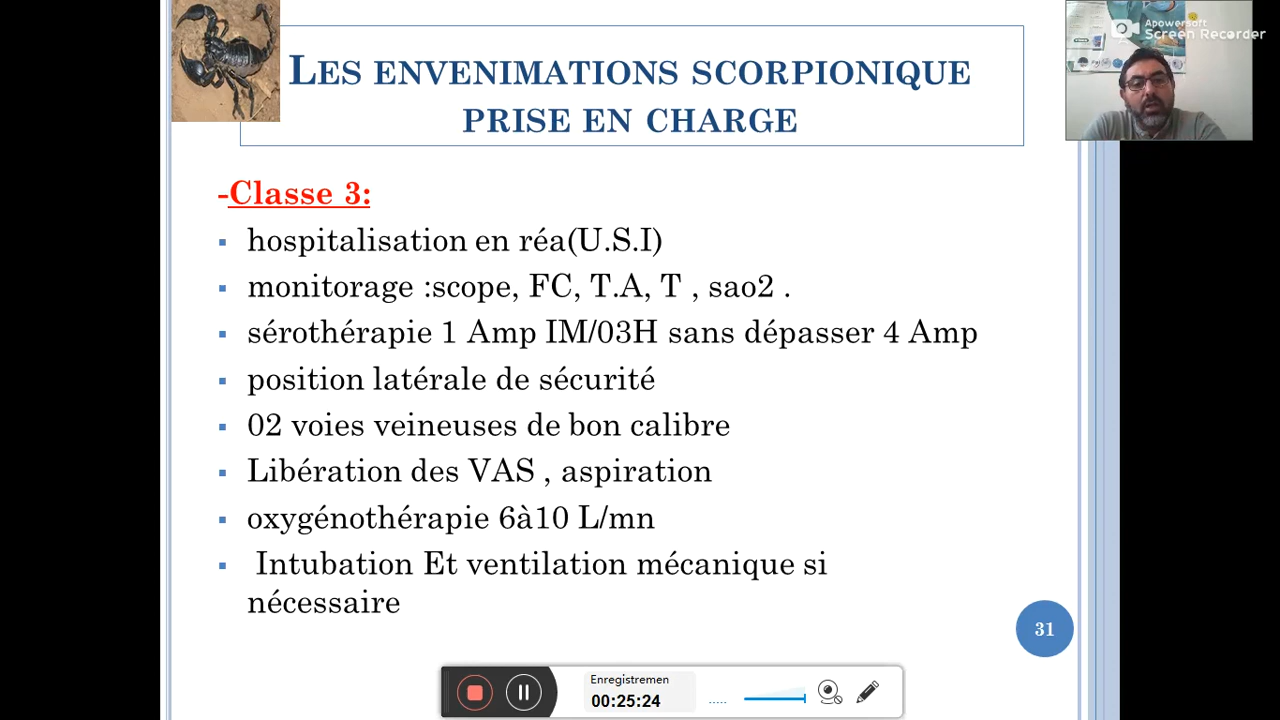 Apowersoft
Screen Recorder
LES ENVENIMATIONS SCORPIONIQUE
PRISE EN CHARGE
-Classe 3:
▪ hospitalisation en réa(U.S.I)
▪ monitorage :scope, FC, T.A, T , sao2 .
▪ sérothérapie 1 Amp IM/03H sans dépasser 4 Amp
▪ position latérale de sécurité
▪ 02 voies veineuses de bon calibre
▪ Libération des VAS , aspiration
▪ oxygénothérapie 6à10 L/mn
▪ Intubation Et ventilation mécanique si
nécessaire
31
Enregistremen
00:25:24